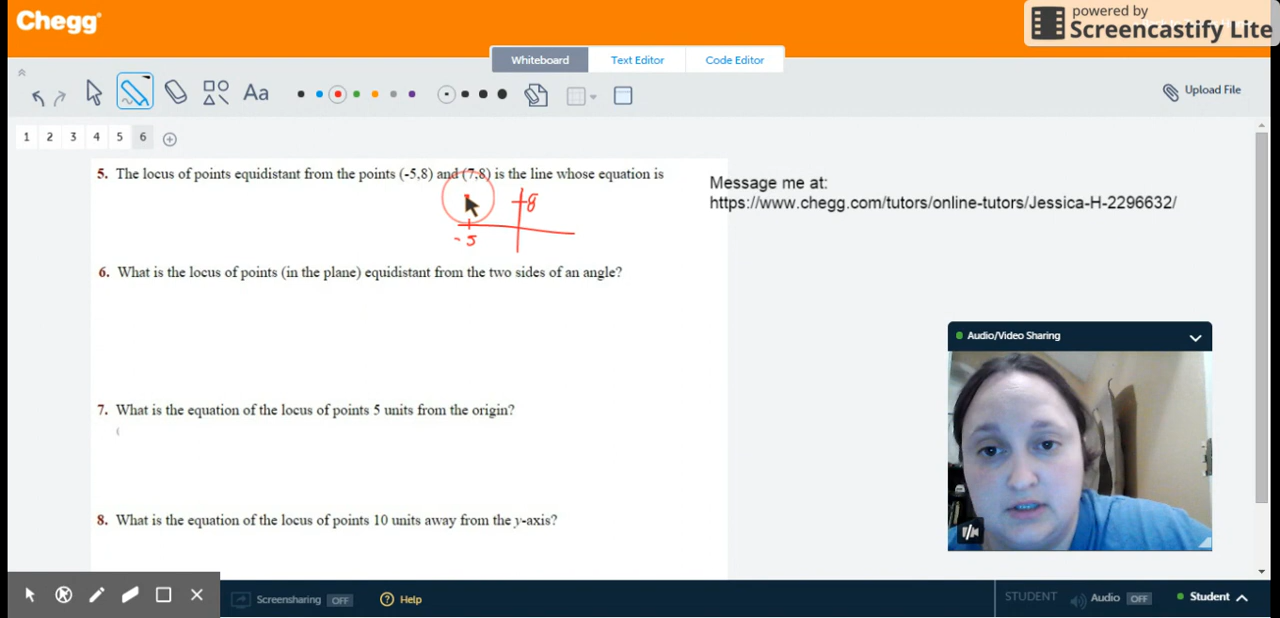 Chegg
powered by
Screencastify Lite
Whiteboard
Text Editor
Code Editor
Aa
Upload File
1 2 3 4 5 6
5. The locus of points equidistant from the points (-5,8) and (7,8) is the line whose equation is
8
-5
Message me at:
https://www.chegg.com/tutors/online-tutors/Jessica-H-2296632/
6. What is the locus of points (in the plane) equidistant from the two sides of an angle?
Audio/Video Sharing
7. What is the equation of the locus of points 5 units from the origin?
(
8. What is the equation of the locus of points 10 units away from the y-axis?
Screensharing OFF
? Help
STUDENT
Audio OFF
Student